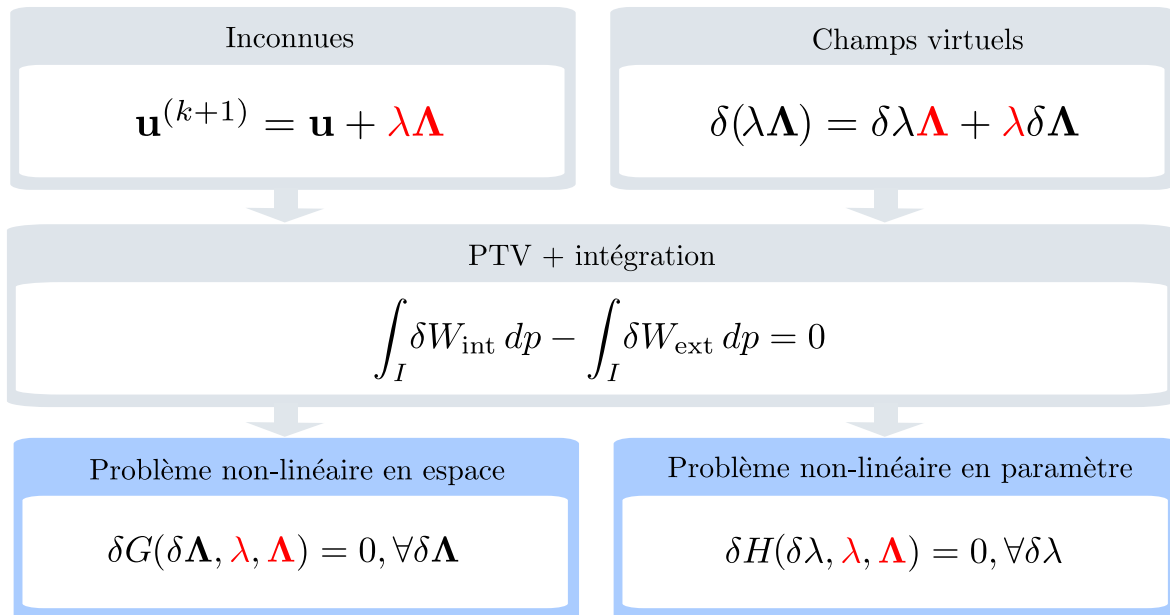 Inconnues
𝐮^{(k+1)} = 𝐮 + λ𝚲
Champs virtuels
δ(λ𝚲) = δλ𝚲 + λδ𝚲
PTV + intégration
∫_I δW_int dp − ∫_I δW_ext dp = 0
Problème non-linéaire en espace
δG(δ𝚲, λ, 𝚲) = 0, ∀δ𝚲
Problème non-linéaire en paramètre
δH(δλ, λ, 𝚲) = 0, ∀δλ